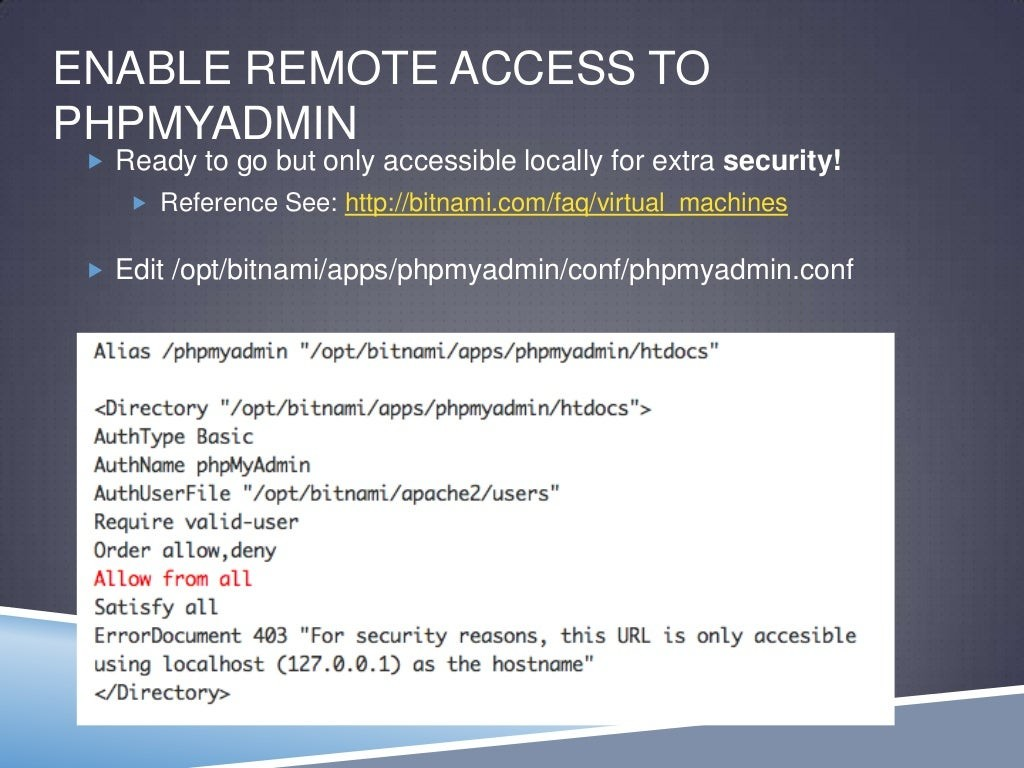 ENABLE REMOTE ACCESS TO
PHPMYADMIN
Ready to go but only accessible locally for extra security!
Reference See: http://bitnami.com/faq/virtual_machines
Edit /opt/bitnami/apps/phpmyadmin/conf/phpmyadmin.conf
Alias /phpmyadmin "/opt/bitnami/apps/phpmyadmin/htdocs"
<Directory "/opt/bitnami/apps/phpmyadmin/htdocs">
AuthType Basic
AuthName phpMyAdmin
AuthUserFile "/opt/bitnami/apache2/users"
Require valid-user
Order allow,deny
Allow from all
Satisfy all
ErrorDocument 403 "For security reasons, this URL is only accesible
using localhost (127.0.0.1) as the hostname"
</Directory>